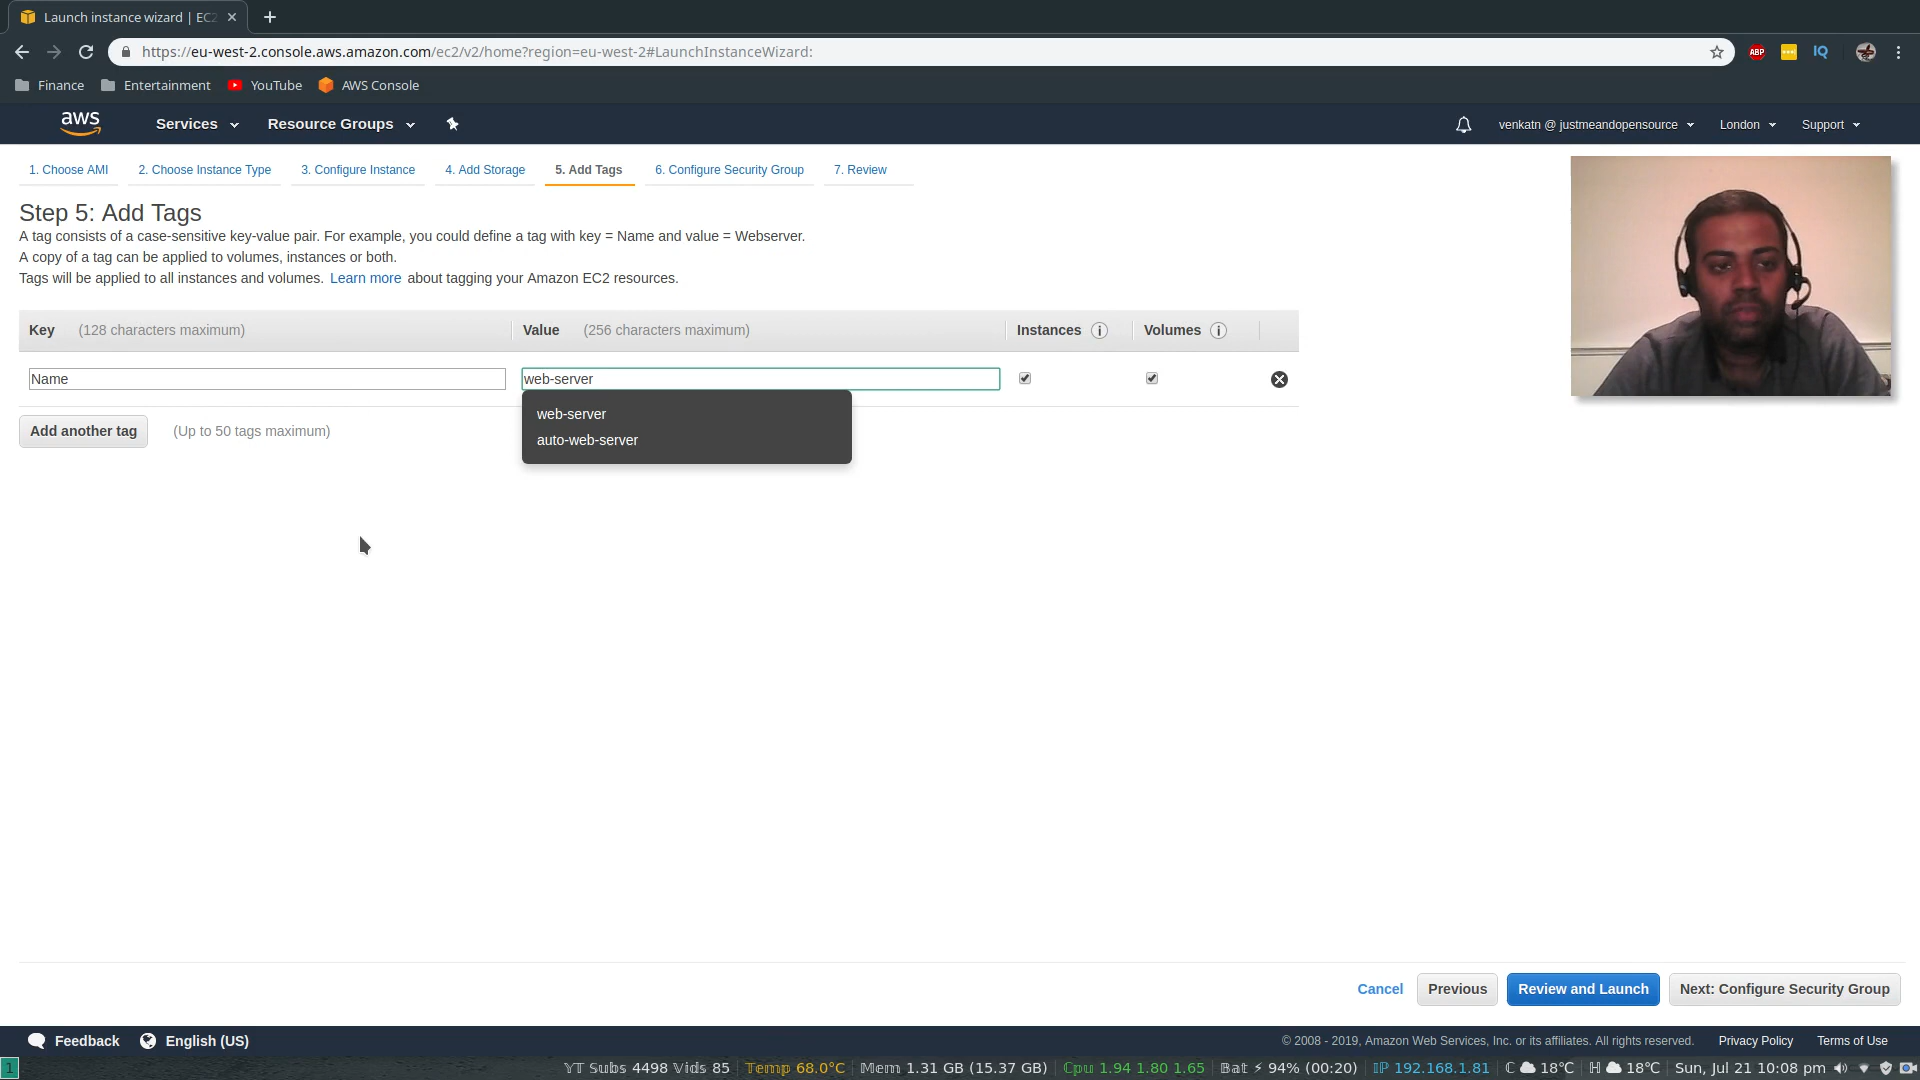 Launch instance wizard | EC2
https://eu-west-2.console.aws.amazon.com/ec2/v2/home?region=eu-west-2#LaunchInstanceWizard:
ABP
IQ
Finance
Entertainment
YouTube
AWS Console
aws
Services
Resource Groups
venkatn @ justmeandopensource
London
Support
1. Choose AMI
2. Choose Instance Type
3. Configure Instance
4. Add Storage
5. Add Tags
6. Configure Security Group
7. Review
Step 5: Add Tags
A tag consists of a case-sensitive key-value pair. For example, you could define a tag with key = Name and value = Webserver.
A copy of a tag can be applied to volumes, instances or both.
Tags will be applied to all instances and volumes. Learn more about tagging your Amazon EC2 resources.
Key (128 characters maximum)
Value (256 characters maximum)
Instances
Volumes
Name
web-server
web-server
auto-web-server
Add another tag
(Up to 50 tags maximum)
Cancel
Previous
Review and Launch
Next: Configure Security Group
Feedback
English (US)
© 2008 - 2019, Amazon Web Services, Inc. or its affiliates. All rights reserved.
Privacy Policy
Terms of Use
1
YT Subs 4498 Vids 85
Temp 68.0°C
Mem 1.31 GB (15.37 GB)
Cpu 1.94 1.80 1.65
Bat ⚡ 94% (00:20)
IP 192.168.1.81
C 18°C
H 18°C
Sun, Jul 21 10:08 pm